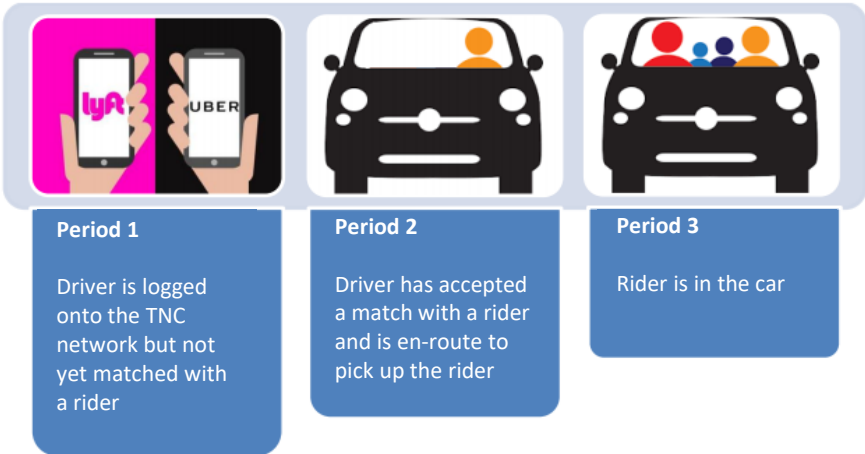 lyft
UBER
Period 1
Driver is logged
onto the TNC
network but not
yet matched with
a rider
Period 2
Driver has accepted
a match with a rider
and is en-route to
pick up the rider
Period 3
Rider is in the car